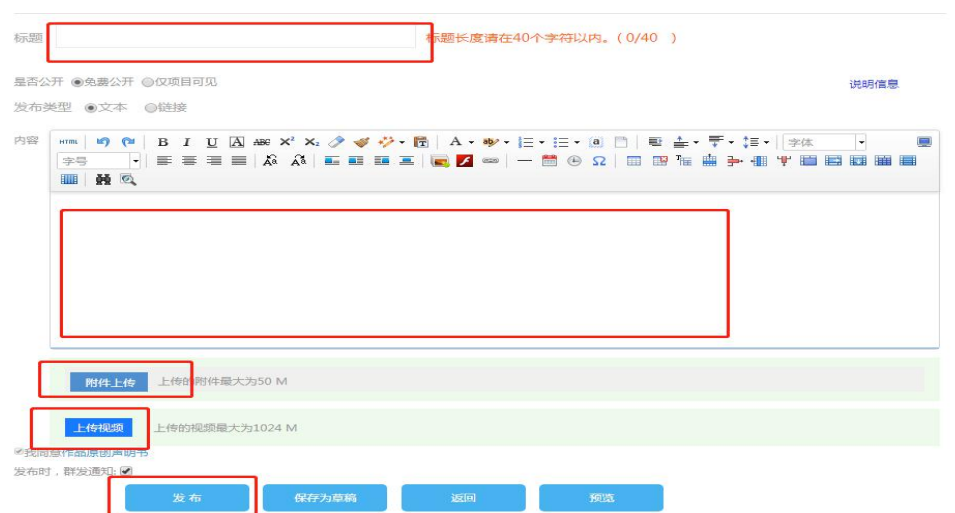 标题 标题长度请在40个字符以内。( 0/40 )
是否公开 免费公开 仅项目可见 说明信息
发布类型 文本 链接
内容 HTML B I U A ABC X² X₂ A ab a 字体
字号
附件上传 上传的附件最大为50 M
上传视频 上传的视频最大为1024 M
我同意作品原创声明书
发布时，群发通知:
发 布 保存为草稿 返回 预览